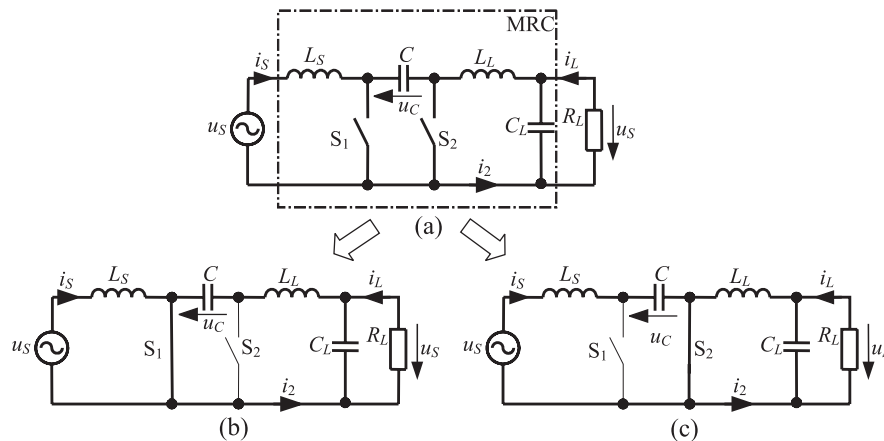 MRC
i_S L_S C L_L i_L
u_C
u_S S_1 S_2 C_L R_L u_S
i_2
(a)
i_S L_S C L_L i_L
u_C
u_S S_1 S_2 C_L R_L u_S
i_2
(b)
i_S L_S C L_L i_L
u_C
u_S S_1 S_2 C_L R_L
i_2
(c)